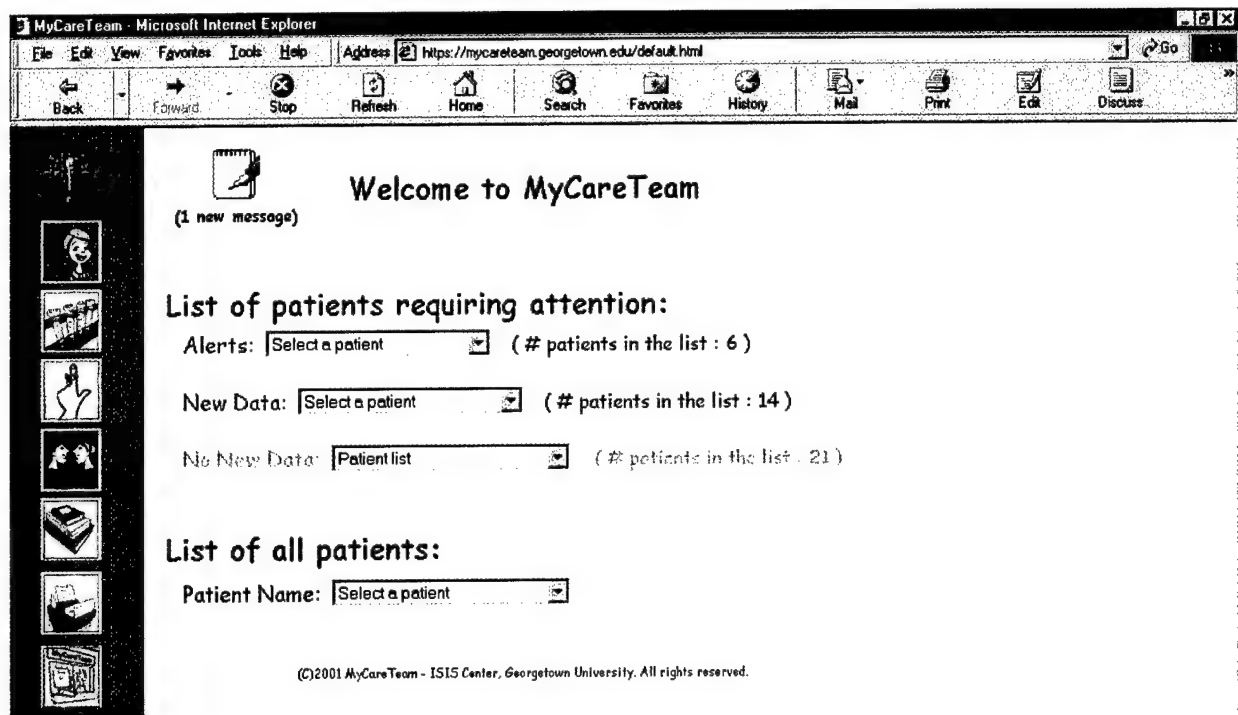 MyCareTeam - Microsoft Internet Explorer
File Edit View Favorites Tools Help Address https://mycareteam.georgetown.edu/default.html Go
Back Forward Stop Refresh Home Search Favorites History Mail Print Edit Discuss
Welcome to MyCareTeam
(1 new message)
List of patients requiring attention:
Alerts: Select a patient ( # patients in the list : 6 )
New Data: Select a patient ( # patients in the list : 14 )
No New Data: Patient list ( # patients in the list : 21 )
List of all patients:
Patient Name: Select a patient
(C)2001 MyCareTeam - ISIS Center, Georgetown University. All rights reserved.